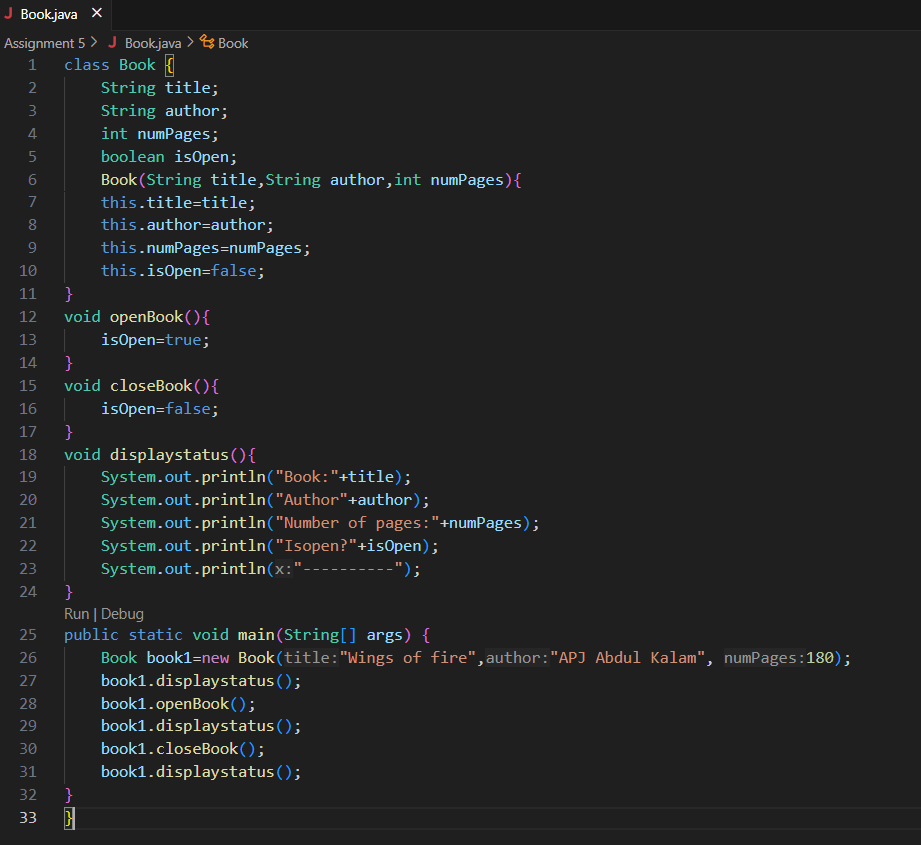 J Book.java ×
Assignment 5 > J Book.java > Book
1 class Book {
2     String title;
3     String author;
4     int numPages;
5     boolean isOpen;
6     Book(String title,String author,int numPages){
7     this.title=title;
8     this.author=author;
9     this.numPages=numPages;
10     this.isOpen=false;
11 }
12 void openBook(){
13     isOpen=true;
14 }
15 void closeBook(){
16     isOpen=false;
17 }
18 void displaystatus(){
19     System.out.println("Book:"+title);
20     System.out.println("Author"+author);
21     System.out.println("Number of pages:"+numPages);
22     System.out.println("Isopen?"+isOpen);
23     System.out.println(x:"----------");
24 }
Run | Debug
25 public static void main(String[] args) {
26     Book book1=new Book(title:"Wings of fire",author:"APJ Abdul Kalam", numPages:180);
27     book1.displaystatus();
28     book1.openBook();
29     book1.displaystatus();
30     book1.closeBook();
31     book1.displaystatus();
32 }
33 }